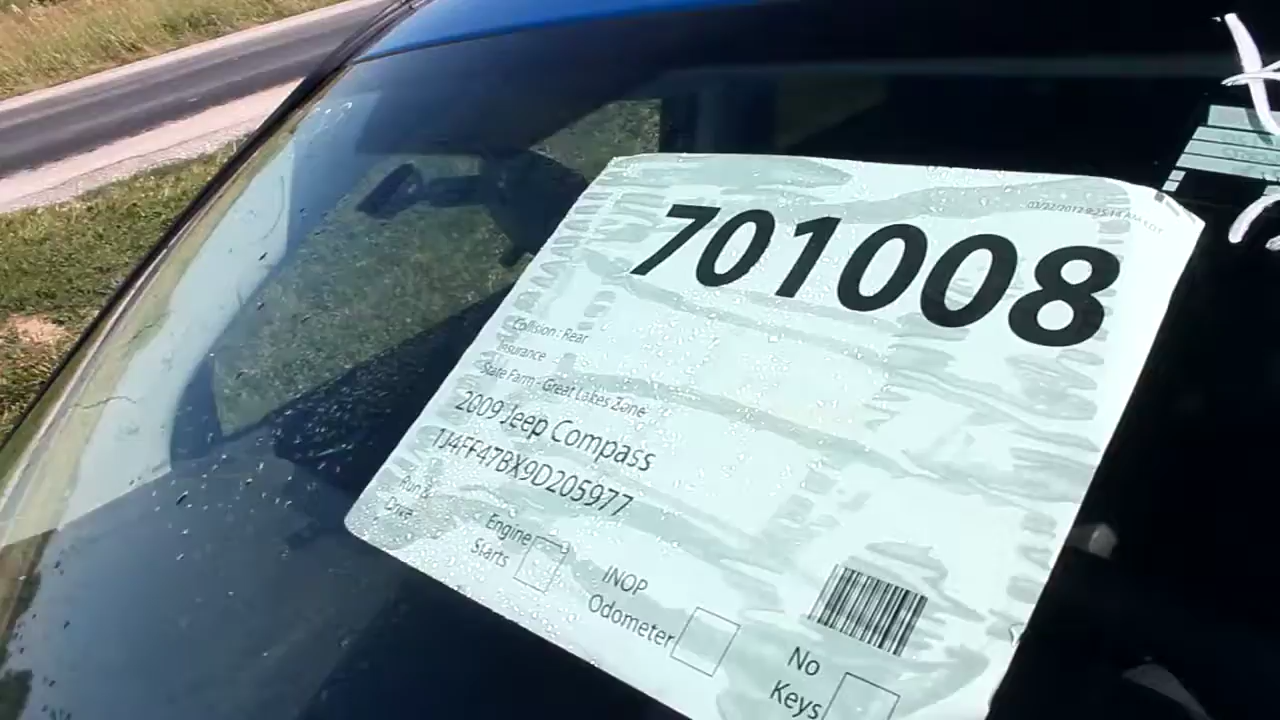 701008
Collision : Rear
Insurance
State Farm - Great Lakes Zone
2009 Jeep Compass
1J4FF47BX9D205977
Run &
Drive
Engine
Starts
INOP
Odometer
No
Keys